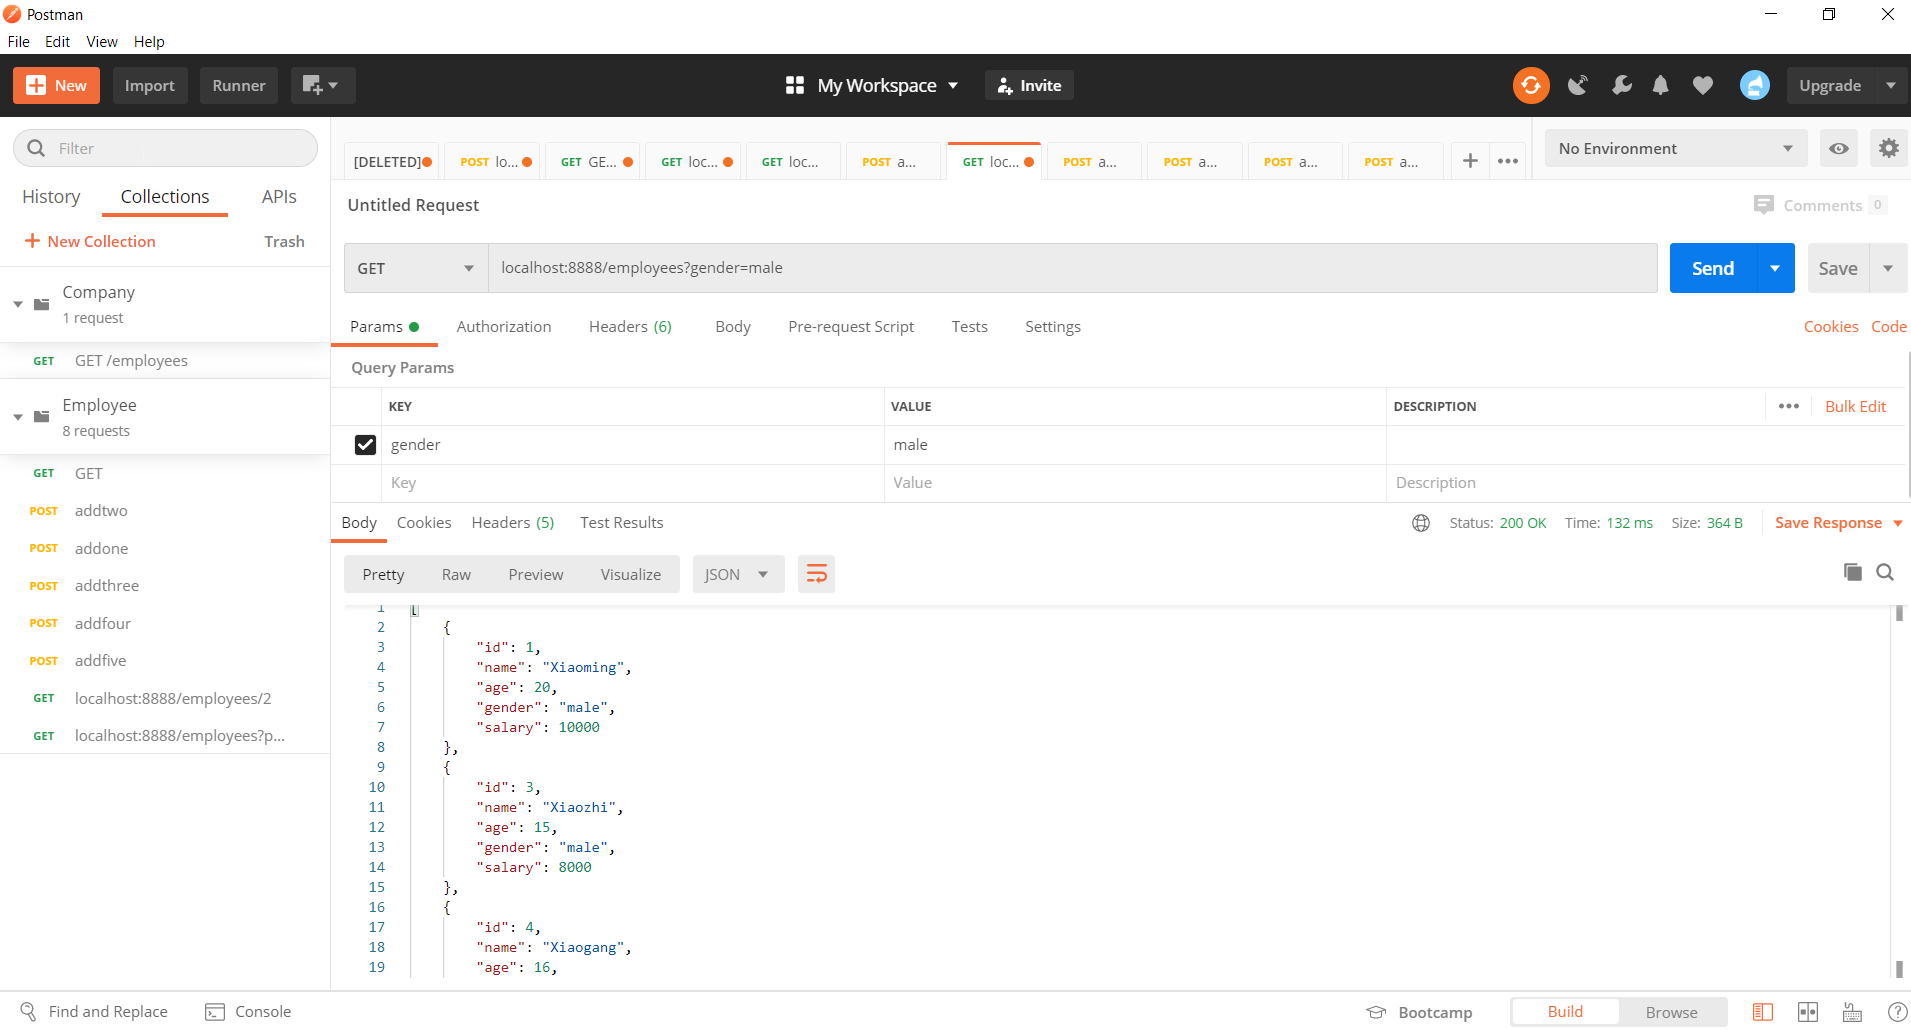 Postman
File Edit View Help
New Import Runner My Workspace Invite Upgrade
Filter
History Collections APIs
New Collection Trash
Company
1 request
GET GET /employees
Employee
8 requests
GET GET
POST addtwo
POST addone
POST addthree
POST addfour
POST addfive
GET localhost:8888/employees/2
GET localhost:8888/employees?p...
[DELETED] POST lo... GET GE... GET loc... GET loc... POST a... GET loc... POST a... POST a... POST a... POST a... No Environment
Untitled Request Comments 0
GET localhost:8888/employees?gender=male Send Save
Params Authorization Headers (6) Body Pre-request Script Tests Settings Cookies Code
Query Params
KEY VALUE DESCRIPTION Bulk Edit
gender male
Key Value Description
Body Cookies Headers (5) Test Results Status: 200 OK Time: 132 ms Size: 364 B Save Response
Pretty Raw Preview Visualize JSON
1 [
2 {
3 "id": 1,
4 "name": "Xiaoming",
5 "age": 20,
6 "gender": "male",
7 "salary": 10000
8 },
9 {
10 "id": 3,
11 "name": "Xiaozhi",
12 "age": 15,
13 "gender": "male",
14 "salary": 8000
15 },
16 {
17 "id": 4,
18 "name": "Xiaogang",
19 "age": 16,
Find and Replace Console Bootcamp Build Browse